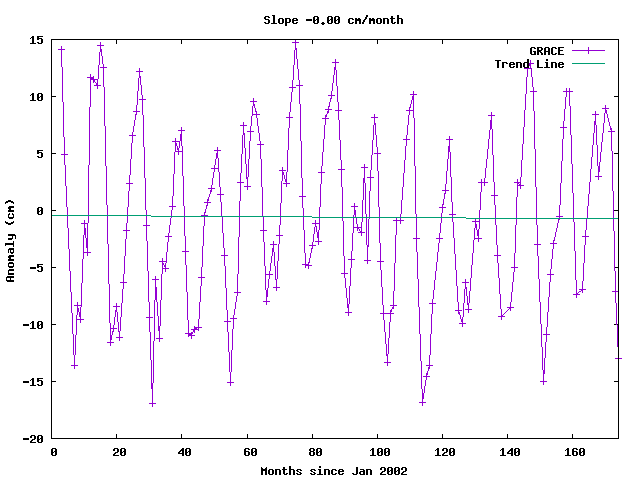 Slope -0.00 cm/month
GRACE
Trend Line
15
10
5
0
-5
-10
-15
-20
Anomaly (cm)
0 20 40 60 80 100 120 140 160
Months since Jan 2002